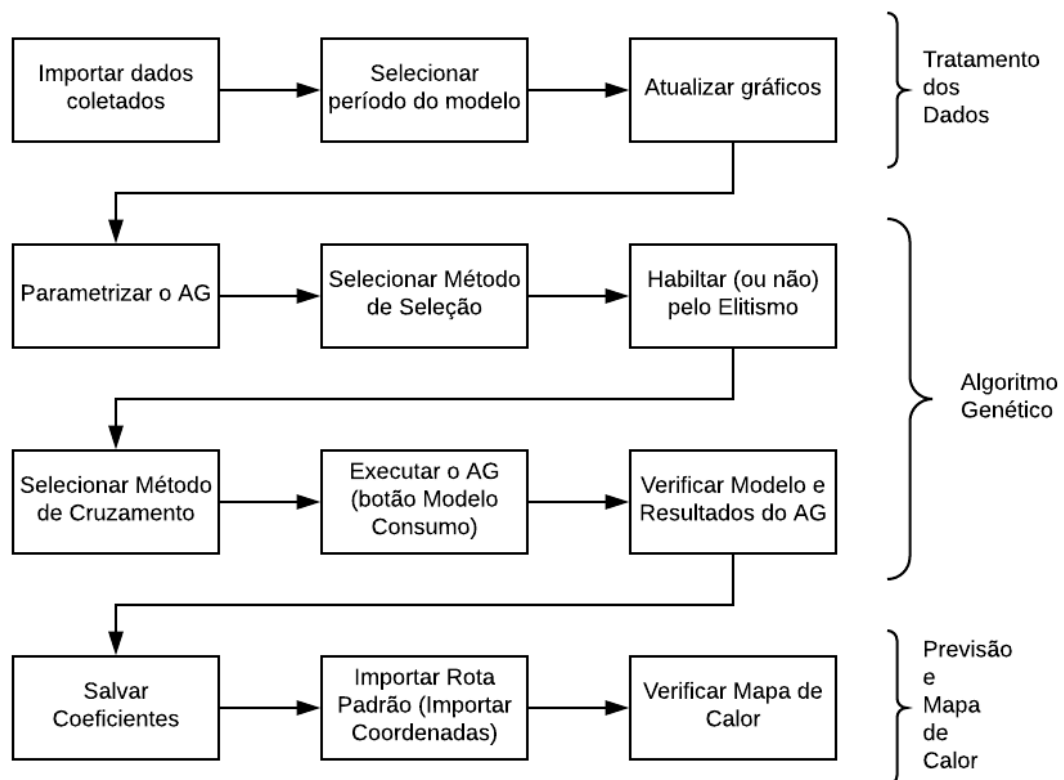 Importar dados
coletados
Selecionar
período do modelo
Atualizar gráficos
Tratamento
dos
Dados
Parametrizar o AG
Selecionar Método
de Seleção
Habiltar (ou não)
pelo Elitismo
Algoritmo
Genético
Selecionar Método
de Cruzamento
Executar o AG
(botão Modelo
Consumo)
Verificar Modelo e
Resultados do AG
Salvar
Coeficientes
Importar Rota
Padrão (Importar
Coordenadas)
Verificar Mapa de
Calor
Previsão
e
Mapa
de
Calor